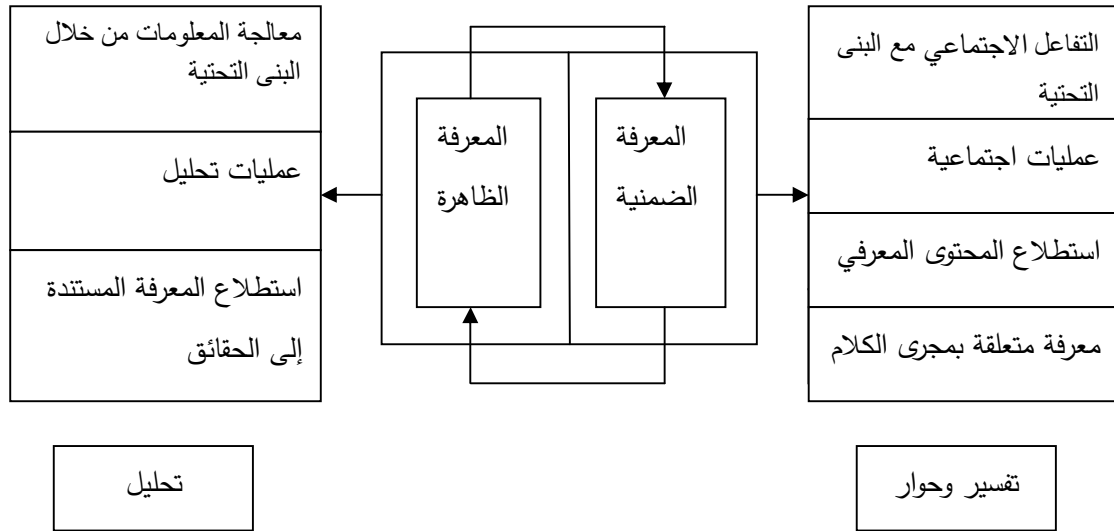 التفاعل الاجتماعي مع البنى
التحتية
عمليات اجتماعية
استطلاع المحتوى المعرفي
معرفة متعلقة بمجرى الكلام
تفسير وحوار
المعرفة
الضمنية
المعرفة
الظاهرة
معالجة المعلومات من خلال
البنى التحتية
عمليات تحليل
استطلاع المعرفة المستندة
إلى الحقائق
تحليل